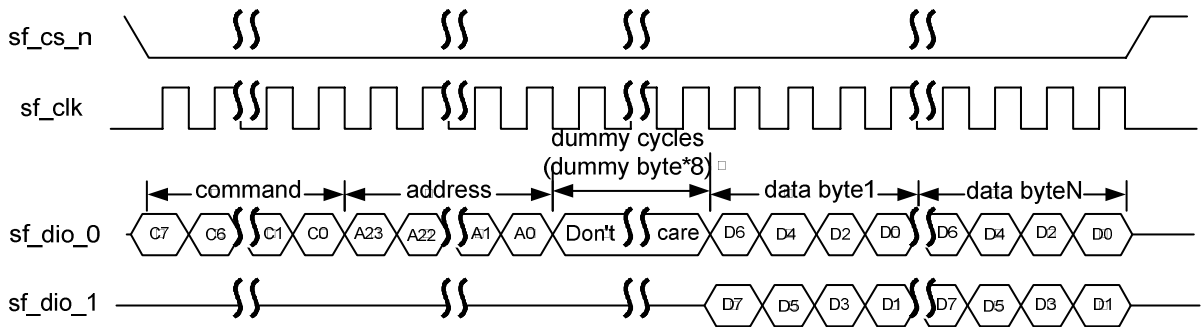 sf_cs_n
sf_clk
dummy cycles
(dummy byte*8)
command address data byte1 data byteN
sf_dio_0 C7 C6 C1 C0 A23 A22 A1 A0 Don't care D6 D4 D2 D0 D6 D4 D2 D0
sf_dio_1 D7 D5 D3 D1 D7 D5 D3 D1